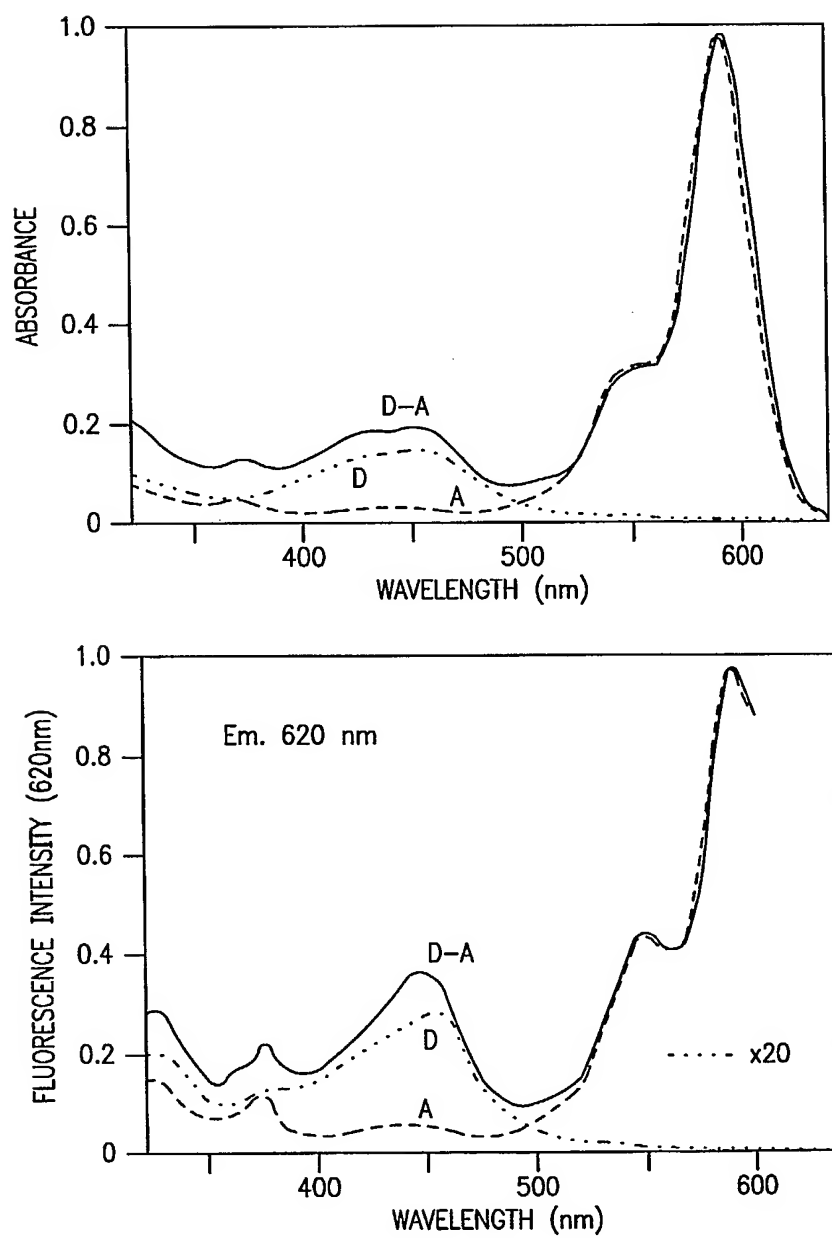 1.0
0.8
0.6
0.4
0.2
0
ABSORBANCE
D-A
D
A
400
500
600
WAVELENGTH (nm)
1.0
0.8
0.6
0.4
0.2
0
FLUORESCENCE INTENSITY (620nm)
Em. 620 nm
D-A
D
A
x20
400
500
600
WAVELENGTH (nm)